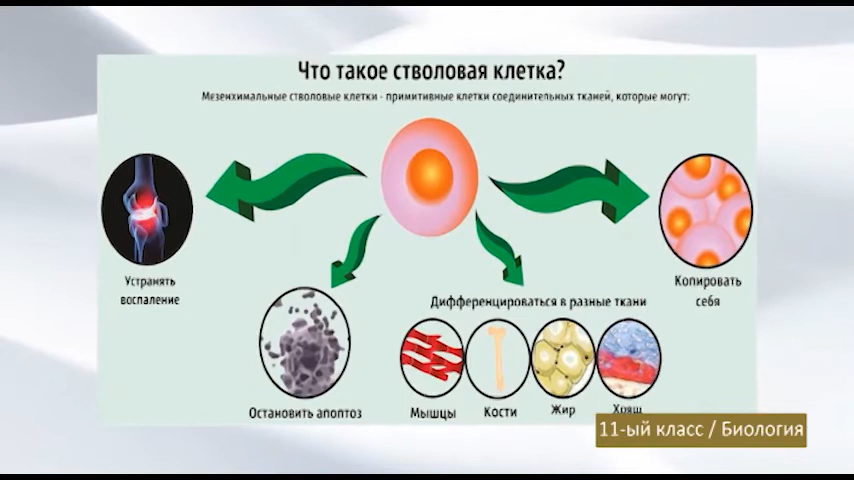 Что такое стволовая клетка?
Мезенхимальные стволовые клетки - примитивные клетки соединительных тканей, которые могут:
Устранять
воспаление
Копировать
себя
Дифференцироваться в разные ткани
Остановить апоптоз
Мышцы
Кости
Жир
Хрящ
11-ый класс / Биология